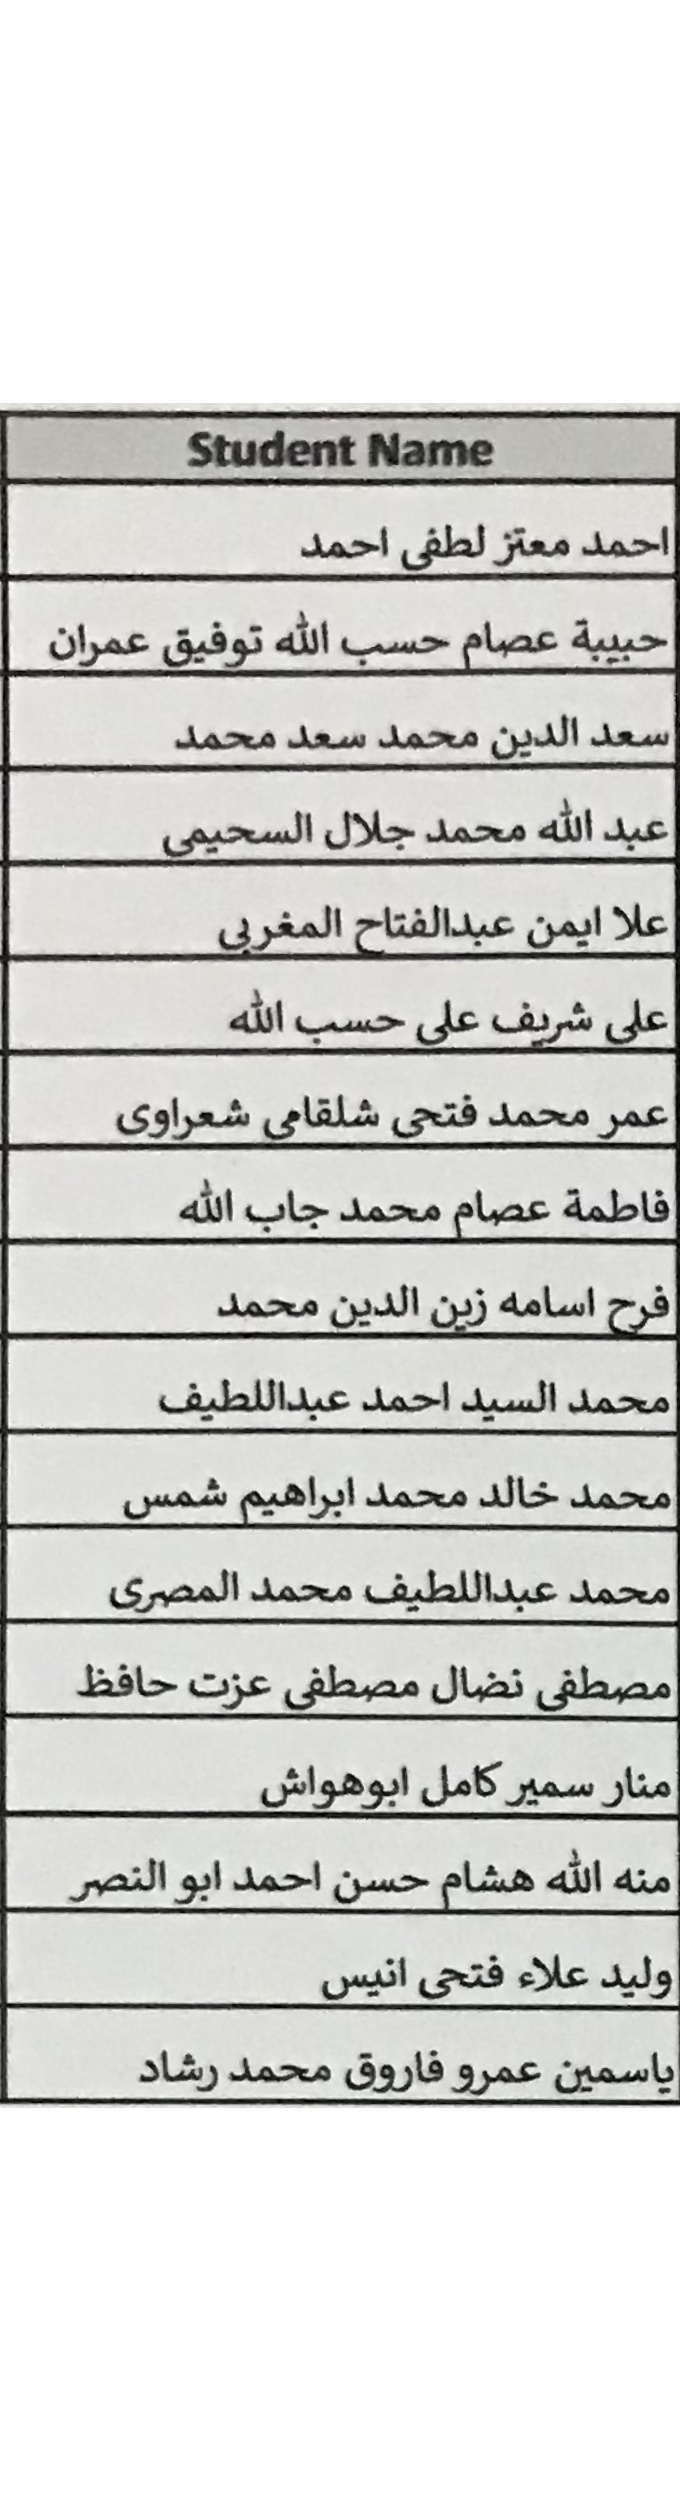 Student Name
احمد معتز لطفى احمد
حبيبة عصام حسب الله توفيق عمران
سعد الدين محمد سعد محمد
عبد الله محمد جلال السحيمى
علا ايمن عبدالفتاح المغربى
على شريف على حسب الله
عمر محمد فتحى شلقامى شعراوى
فاطمة عصام محمد جاب الله
فرح اسامه زين الدين محمد
محمد السيد احمد عبداللطيف
محمد خالد محمد ابراهيم شمس
محمد عبداللطيف محمد المصرى
مصطفى نضال مصطفى عزت حافظ
منار سمير كامل ابوهواش
منه الله هشام حسن احمد ابو النصر
وليد علاء فتحى انيس
ياسمين عمرو فاروق محمد رشاد